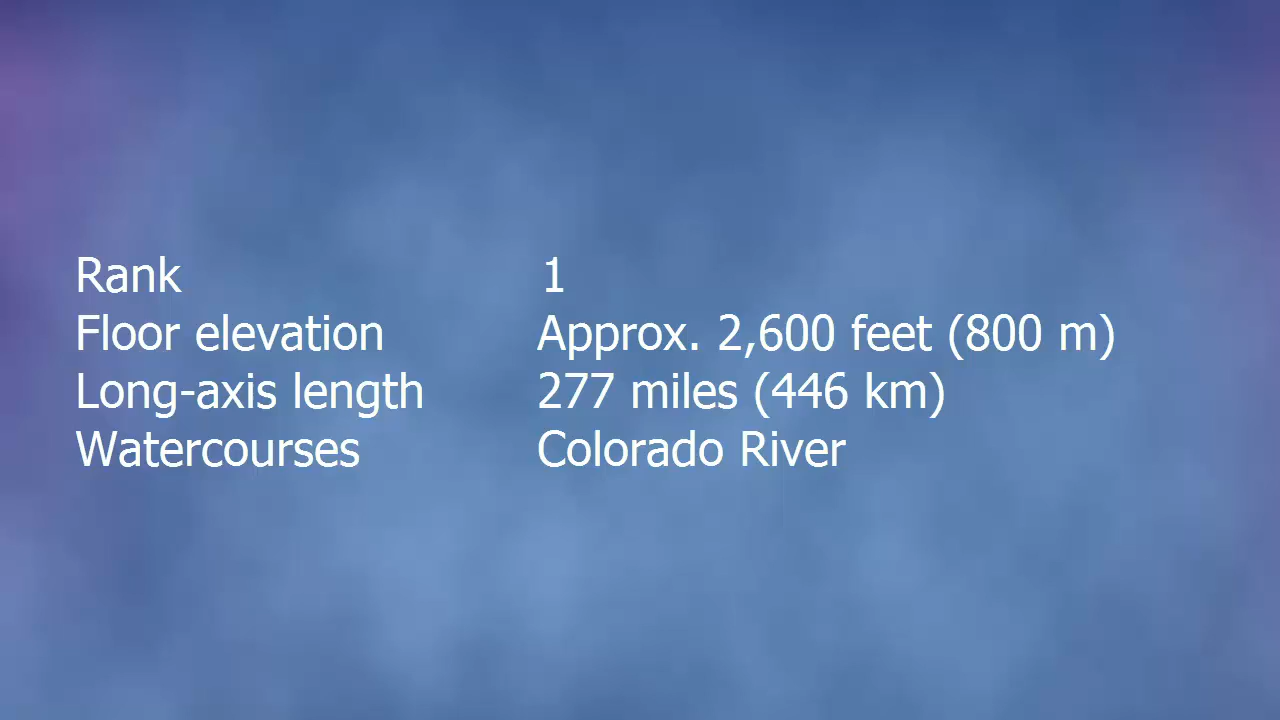 Rank 1
Floor elevation Approx. 2,600 feet (800 m)
Long-axis length 277 miles (446 km)
Watercourses Colorado River